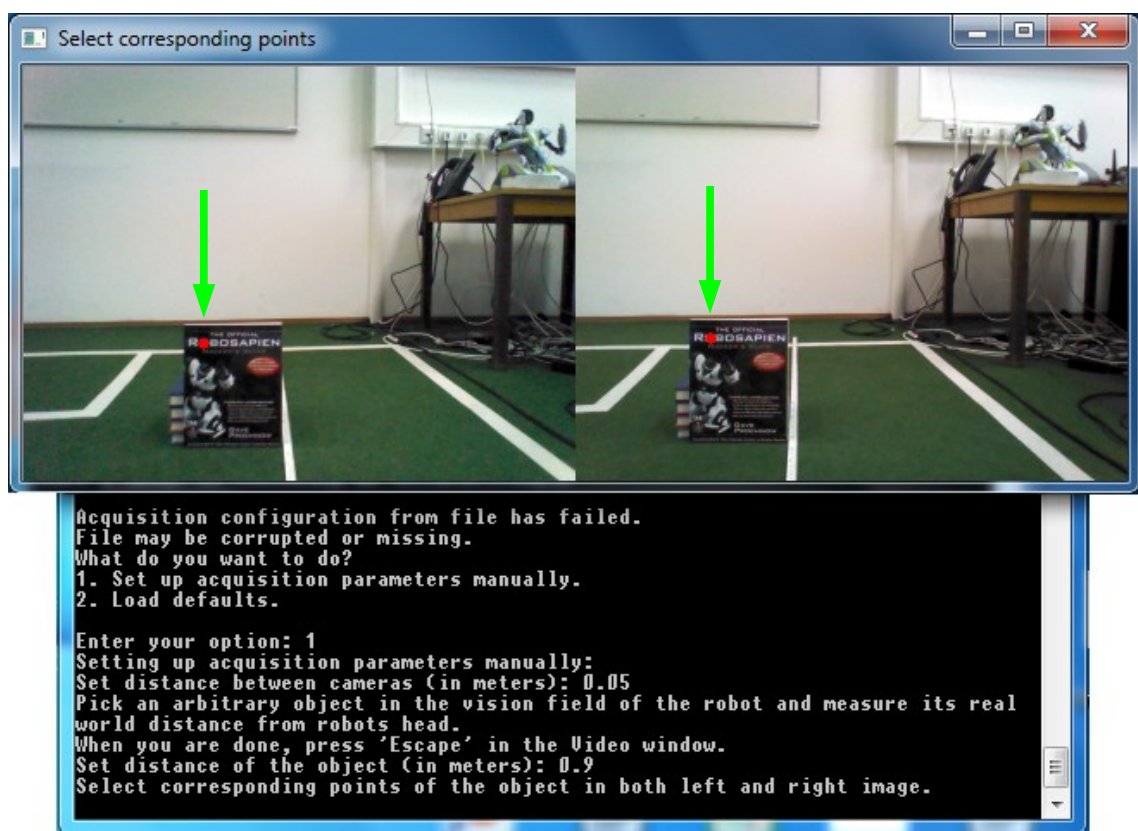 Select corresponding points
THE OFFICIAL
ROBOSAPIEN
THE OFFICIAL
ROBOSAPIEN
DAVE
PROCHNOW
Acquisition configuration from file has failed.
File may be corrupted or missing.
What do you want to do?
1. Set up acquisition parameters manually.
2. Load defaults.
Enter your option: 1
Setting up acquisition parameters manually:
Set distance between cameras (in meters): 0.05
Pick an arbitrary object in the vision field of the robot and measure its real
world distance from robots head.
When you are done, press 'Escape' in the Video window.
Set distance of the object (in meters): 0.9
Select corresponding points of the object in both left and right image.